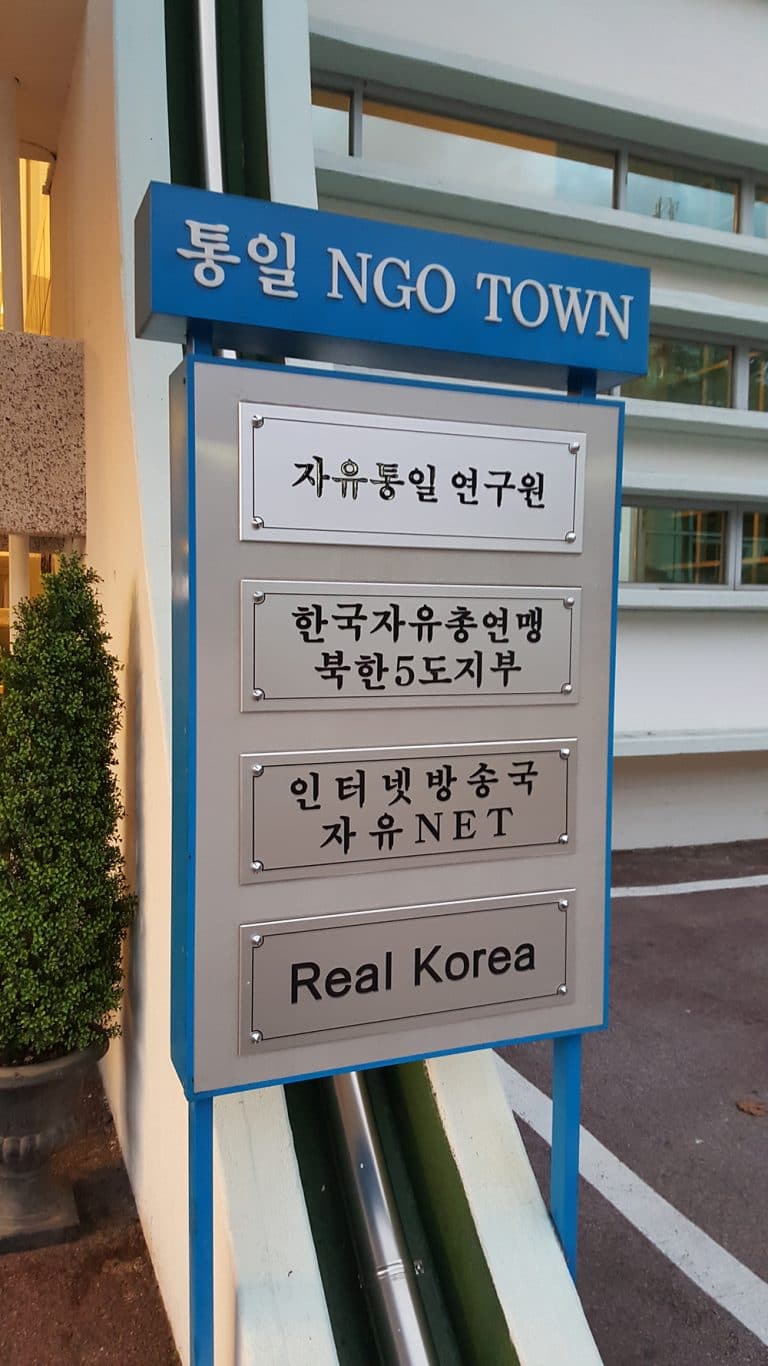 통일 NGO TOWN
자유통일 연구원
한국자유총연맹
북한5도지부
인터넷방송국
자유NET
Real Korea